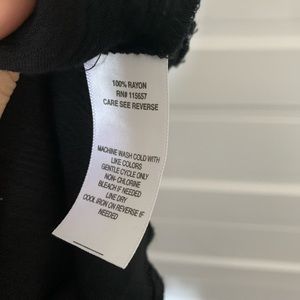 100% RAYON
RN# 115657
CARE SEE REVERSE
MACHINE WASH COLD WITH
LIKE COLORS
GENTLE CYCLE ONLY
NON-CHLORINE
BLEACH IF NEEDED
LINE DRY
COOL IRON ON REVERSE IF
NEEDED